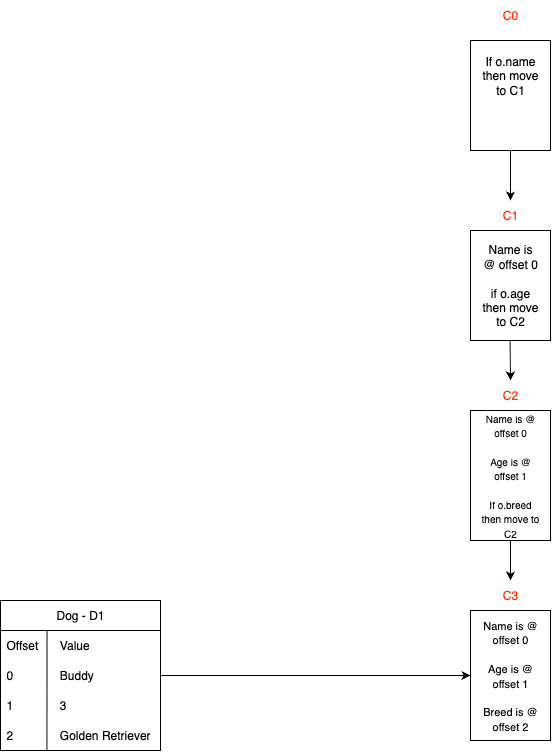 C0
If o.name
then move
to C1
C1
Name is
@ offset 0
if o.age
then move
to C2
C2
Name is @
offset 0
Age is @
offset 1
If o.breed
then move to
C2
C3
Name is @
offset 0
Age is @
offset 1
Breed is @
offset 2
Dog - D1
Offset Value
0 Buddy
1 3
2 Golden Retriever